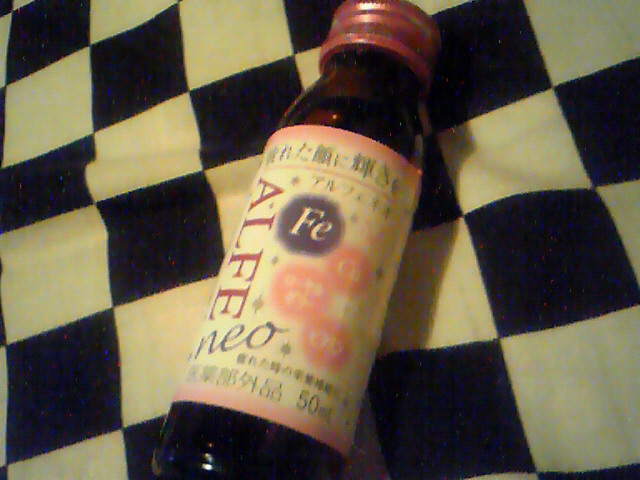 疲れた顔に輝きを
アルフェネオ
Fe
ALFE
neo
疲れた時の栄養補給に
医薬部外品 50mL